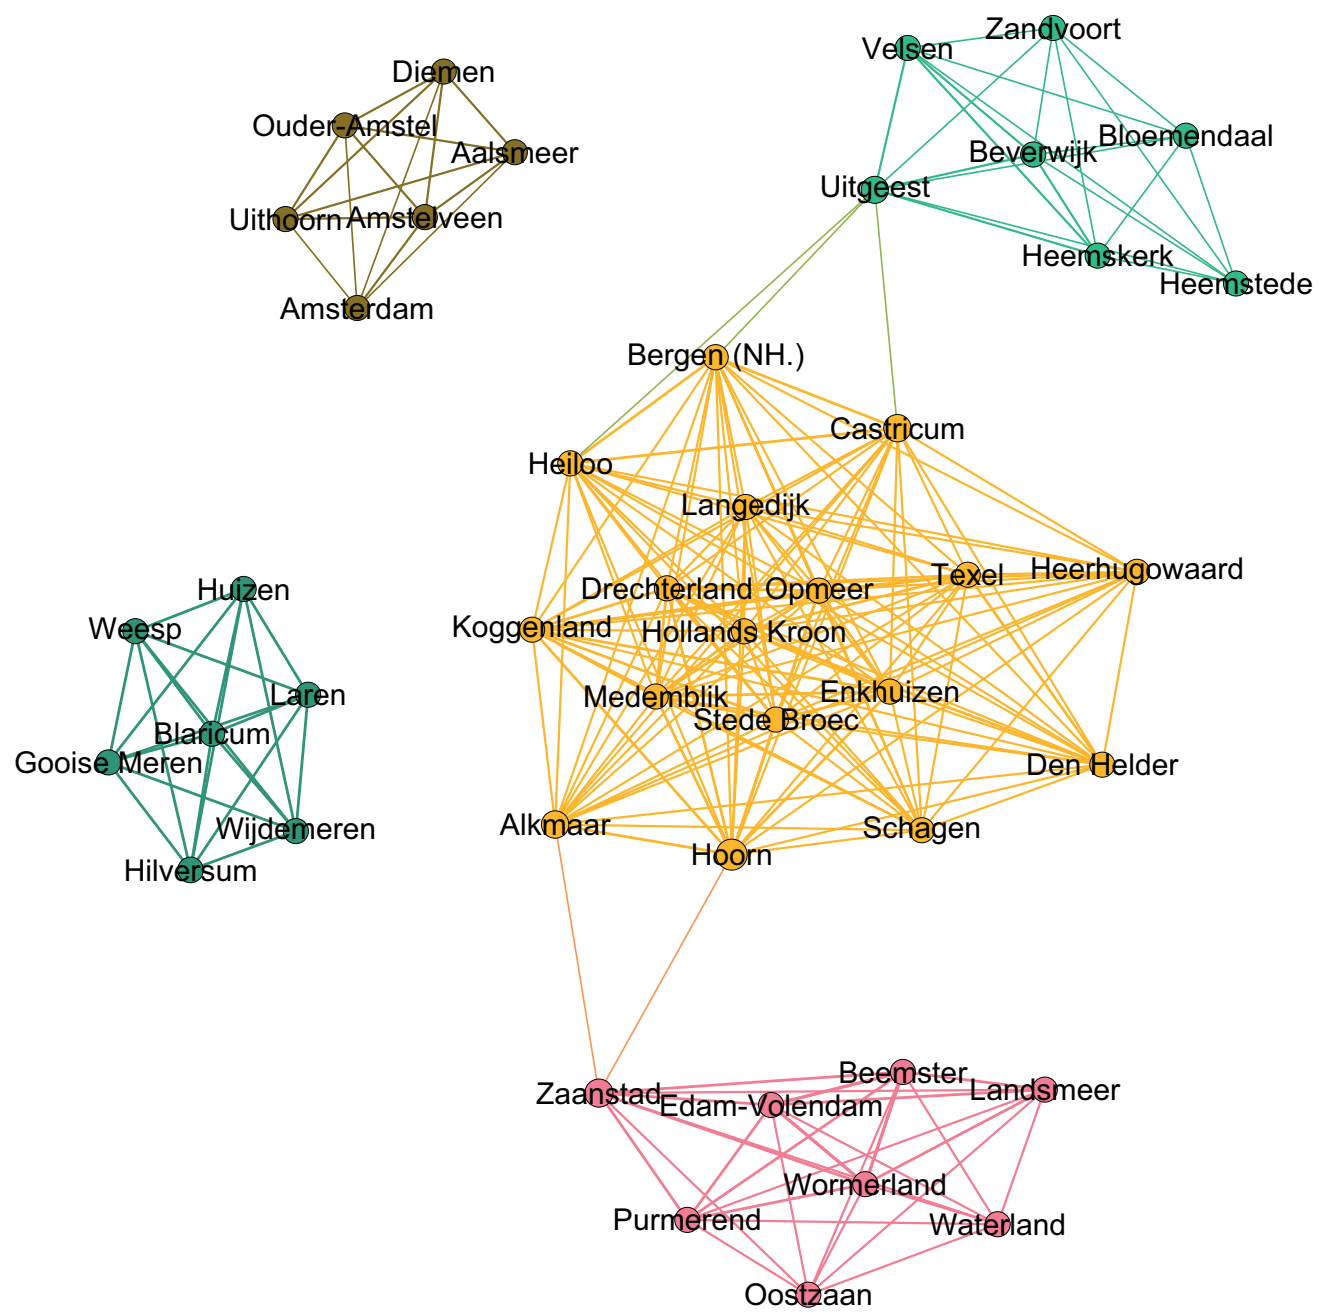 Zandvoort
Velsen
Diemen
Ouder-Amstel
Bloemendaal
Aalsmeer
Beverwijk
Uitgeest
Uithoorn
Amstelveen
Heemskerk
Heemstede
Amsterdam
Bergen (NH.)
Castricum
Heiloo
Langedijk
Heerhugowaard
Texel
Huizen
Drechterland
Opmeer
Weesp
Koggenland
Hollands Kroon
Laren
Medemblik
Enkhuizen
Stede Broec
Blaricum
Gooise Meren
Den Helder
Alkmaar
Schagen
Wijdemeren
Hoorn
Hilversum
Beemster
Landsmeer
Zaanstad
Edam-Volendam
Wormerland
Purmerend
Waterland
Oostzaan